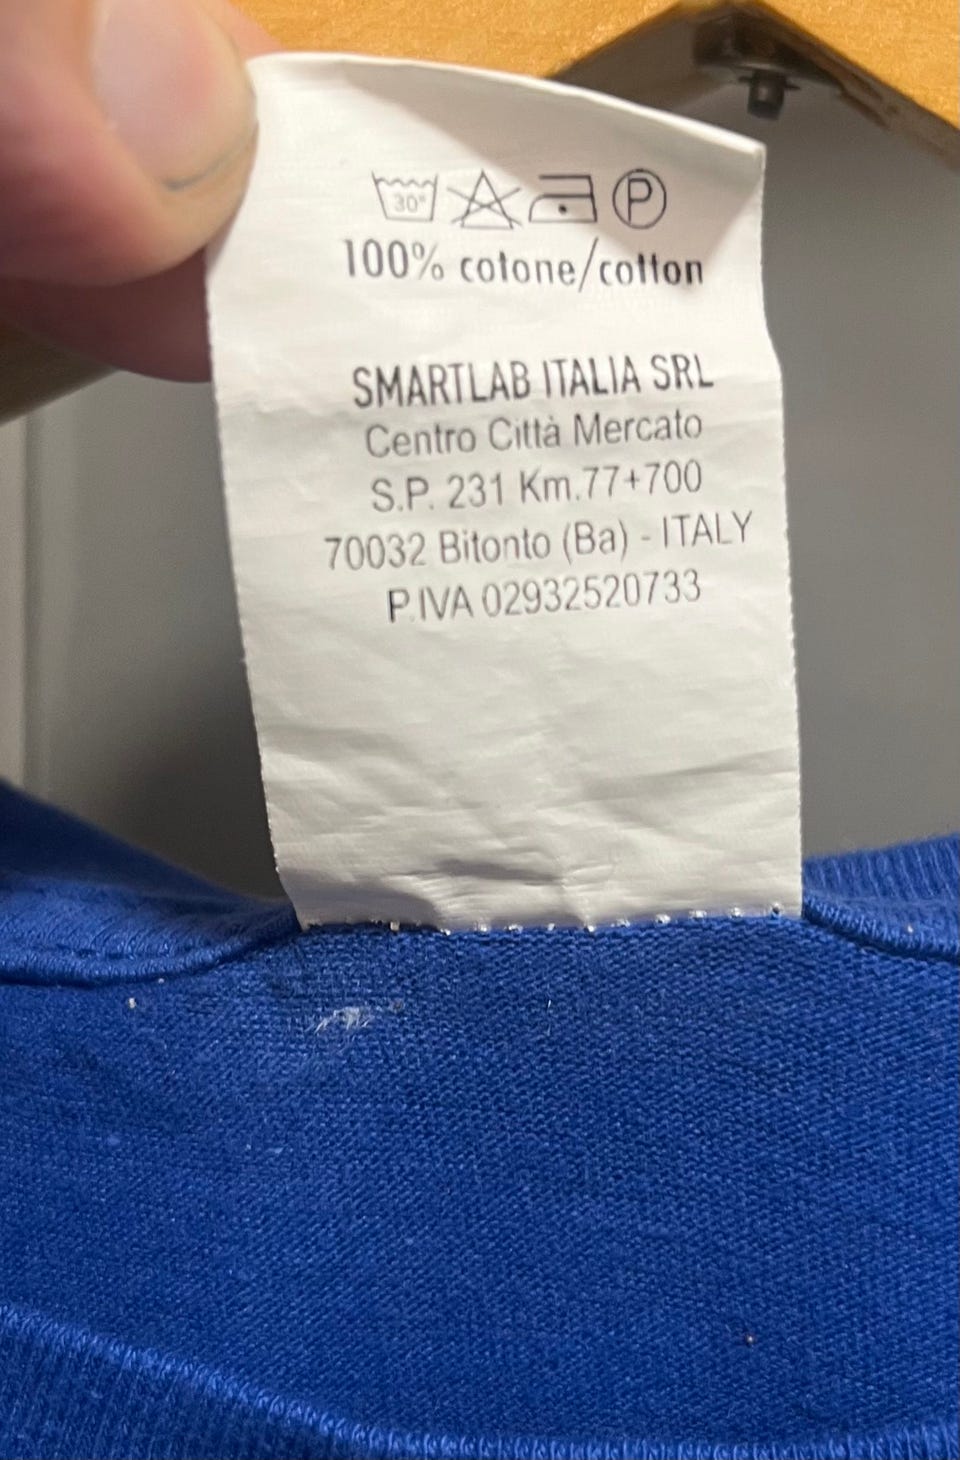 30°
P
100% cotone/cotton
SMARTLAB ITALIA SRL
Centro Città Mercato
S.P. 231 Km.77+700
70032 Bitonto (Ba) - ITALY
P.IVA 02932520733